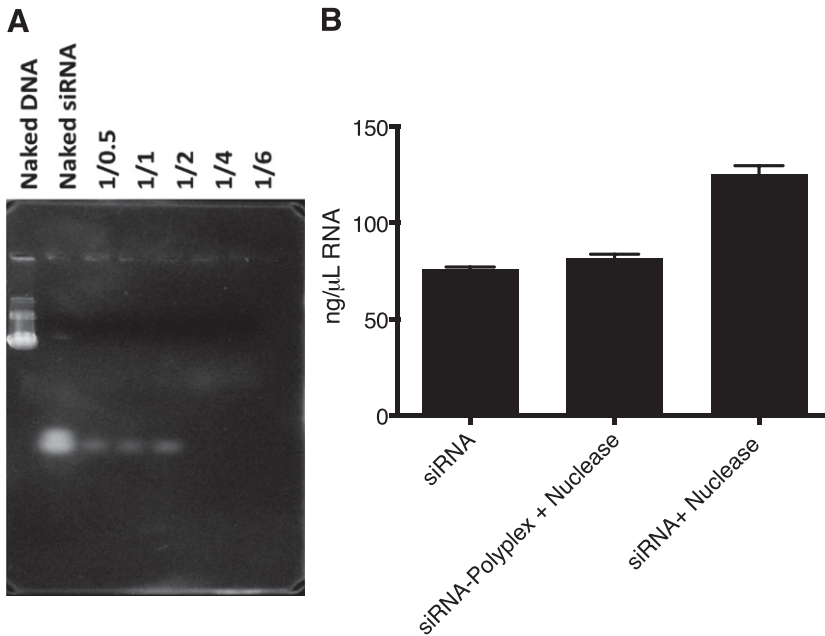 A
B
Naked DNA
Naked siRNA
1/0.5
1/1
1/2
1/4
1/6
ng/μL RNA
150
100
50
0
siRNA
siRNA-Polyplex + Nuclease
siRNA+ Nuclease